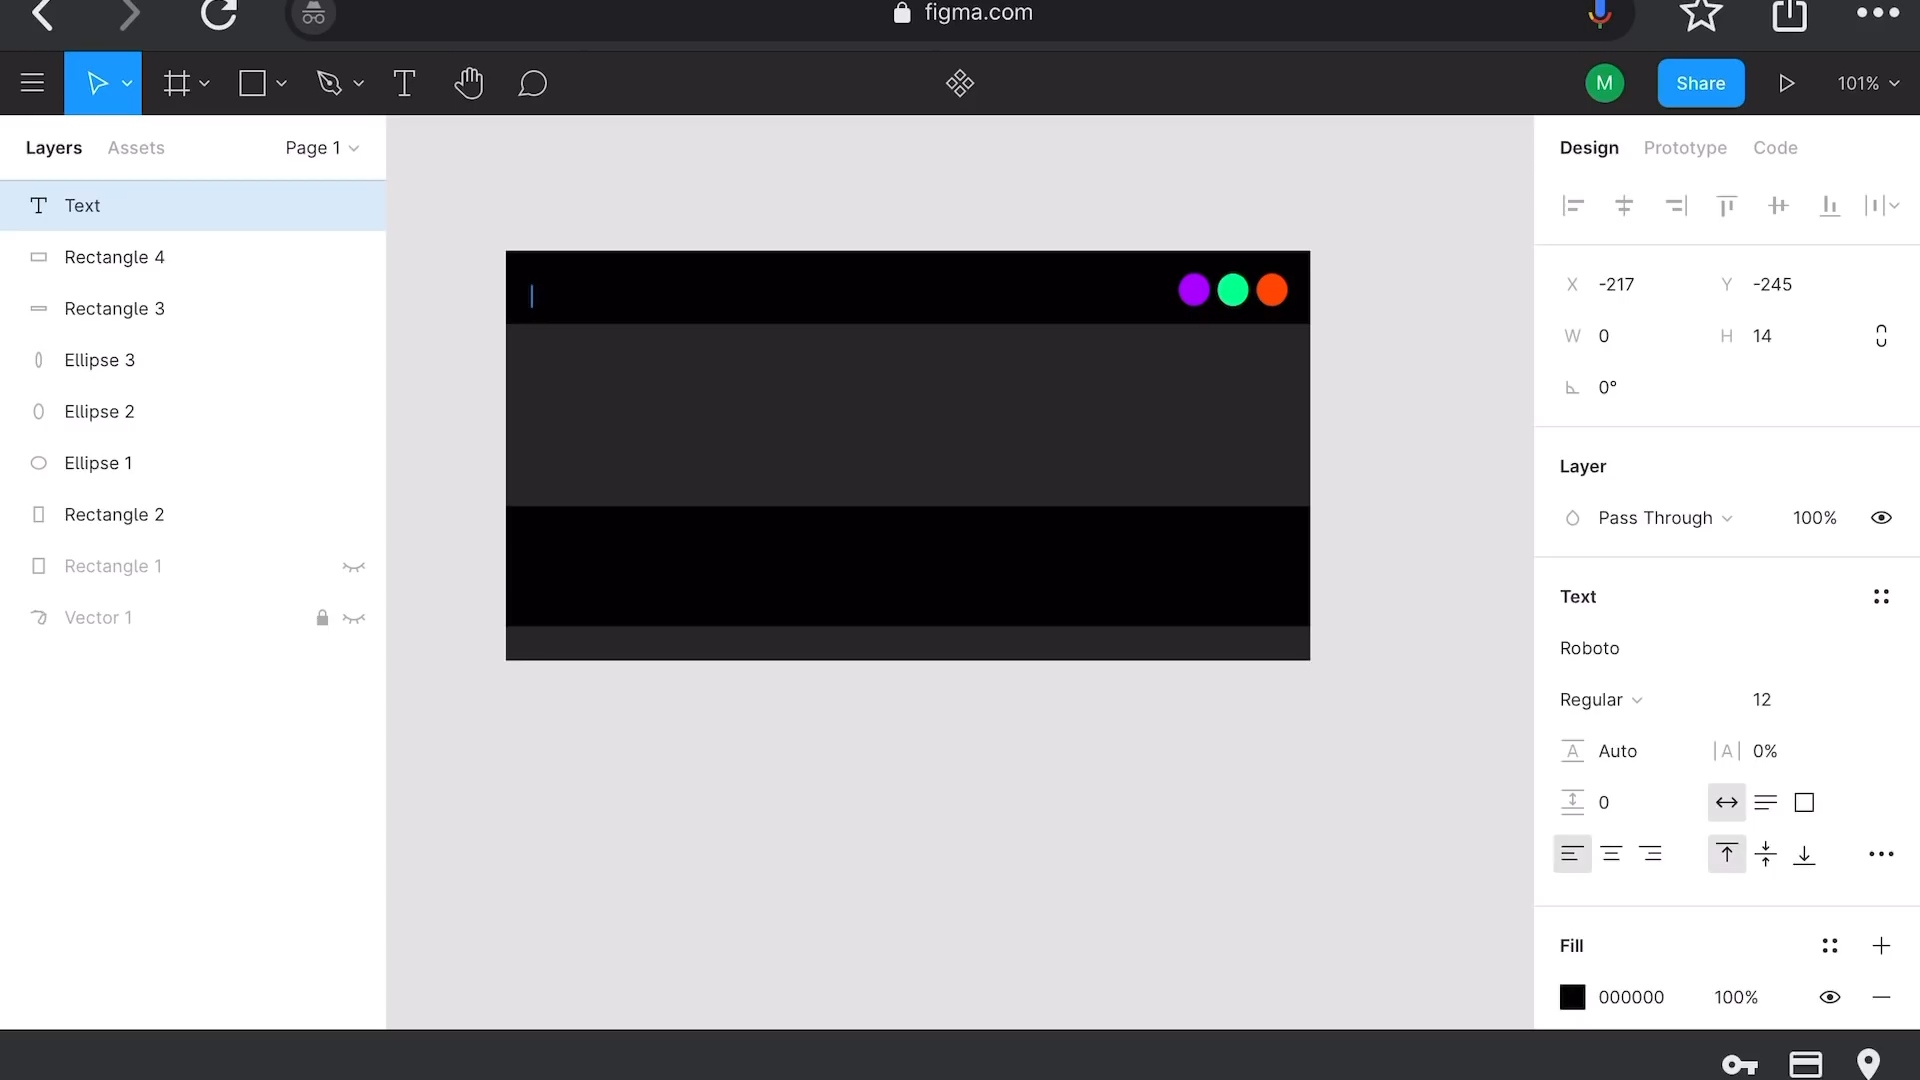 figma.com
M
Share
101%
Layers
Assets
Page 1
Design
Prototype
Code
Text
Rectangle 4
Rectangle 3
Ellipse 3
Ellipse 2
Ellipse 1
Rectangle 2
Rectangle 1
Vector 1
X -217
Y -245
W 0
H 14
0°
Layer
Pass Through
100%
Text
Roboto
Regular
12
A Auto
|A| 0%
0
Fill
000000
100%